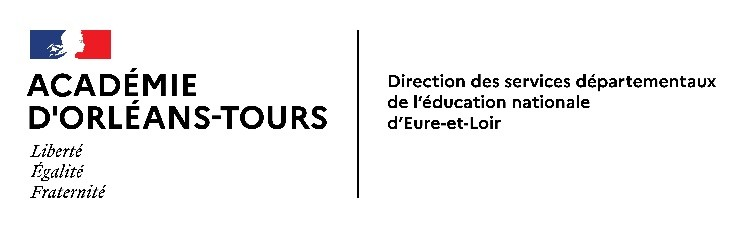 ACADÉMIE
D'ORLÉANS-TOURS
Liberté
Égalité
Fraternité
Direction des services départementaux
de l'éducation nationale
d'Eure-et-Loir